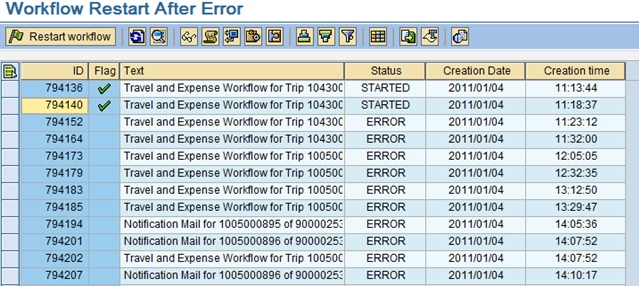 Workflow Restart After Error
Restart workflow
ID Flag Text Status Creation Date Creation time
794136 Travel and Expense Workflow for Trip 104300 STARTED 2011/01/04 11:13:44
794140 Travel and Expense Workflow for Trip 104300 STARTED 2011/01/04 11:18:37
794152 Travel and Expense Workflow for Trip 104300 ERROR 2011/01/04 11:23:12
794164 Travel and Expense Workflow for Trip 104300 ERROR 2011/01/04 11:32:00
794173 Travel and Expense Workflow for Trip 100500 ERROR 2011/01/04 12:05:05
794179 Travel and Expense Workflow for Trip 100500 ERROR 2011/01/04 12:32:35
794183 Travel and Expense Workflow for Trip 100500 ERROR 2011/01/04 13:12:50
794185 Travel and Expense Workflow for Trip 100500 ERROR 2011/01/04 13:29:47
794194 Notification Mail for 1005000895 of 90000253 ERROR 2011/01/04 14:05:36
794201 Notification Mail for 1005000896 of 90000253 ERROR 2011/01/04 14:07:52
794202 Travel and Expense Workflow for Trip 100500 ERROR 2011/01/04 14:07:52
794207 Notification Mail for 1005000896 of 90000253 ERROR 2011/01/04 14:10:17